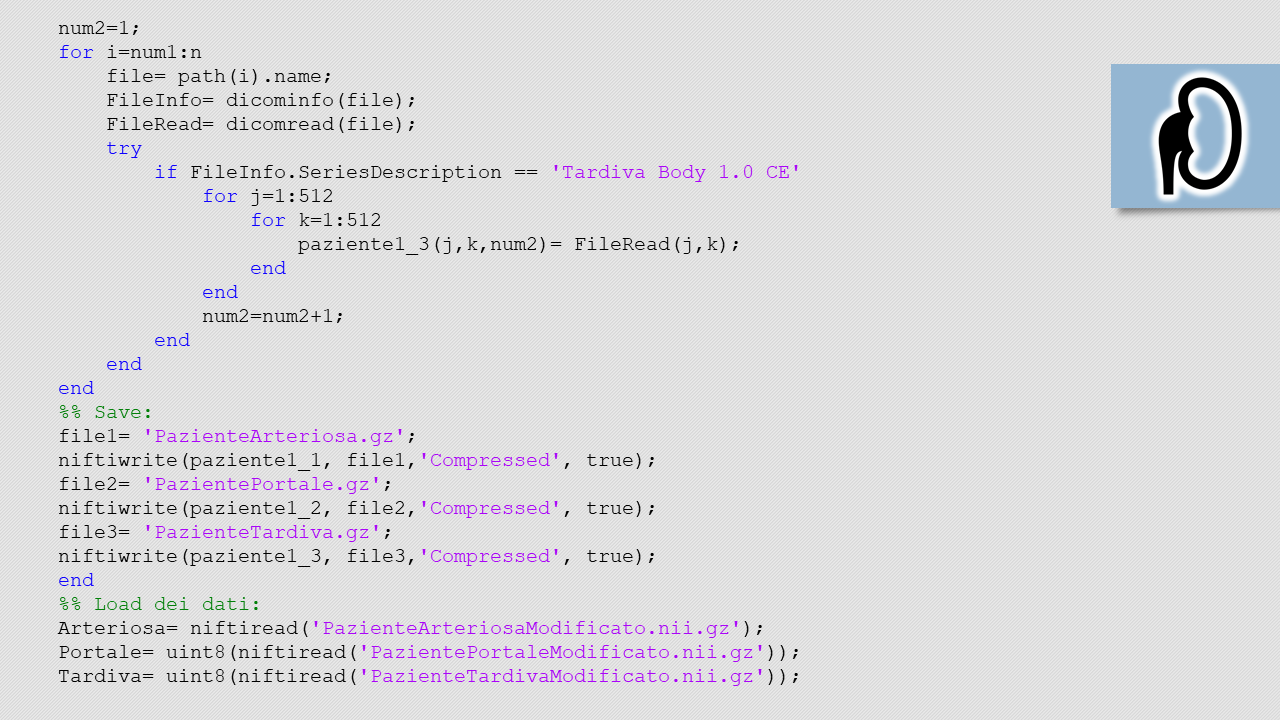 num2=1;
for i=num1:n
    file= path(i).name;
    FileInfo= dicominfo(file);
    FileRead= dicomread(file);
    try
        if FileInfo.SeriesDescription == 'Tardiva Body 1.0 CE'
            for j=1:512
                for k=1:512
                    paziente1_3(j,k,num2)= FileRead(j,k);
                end
            end
            num2=num2+1;
        end
    end
end
%% Save:
file1= 'PazienteArteriosa.gz';
niftiwrite(paziente1_1, file1,'Compressed', true);
file2= 'PazientePortale.gz';
niftiwrite(paziente1_2, file2,'Compressed', true);
file3= 'PazienteTardiva.gz';
niftiwrite(paziente1_3, file3,'Compressed', true);
end
%% Load dei dati:
Arteriosa= niftiread('PazienteArteriosaModificato.nii.gz');
Portale= uint8(niftiread('PazientePortaleModificato.nii.gz'));
Tardiva= uint8(niftiread('PazienteTardivaModificato.nii.gz'));